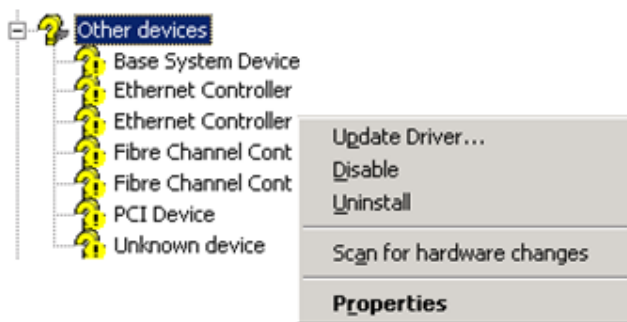 Other devices
Base System Device
Ethernet Controller
Ethernet Controller
Fibre Channel Cont
Fibre Channel Cont
PCI Device
Unknown device
Update Driver...
Disable
Uninstall
Scan for hardware changes
Properties